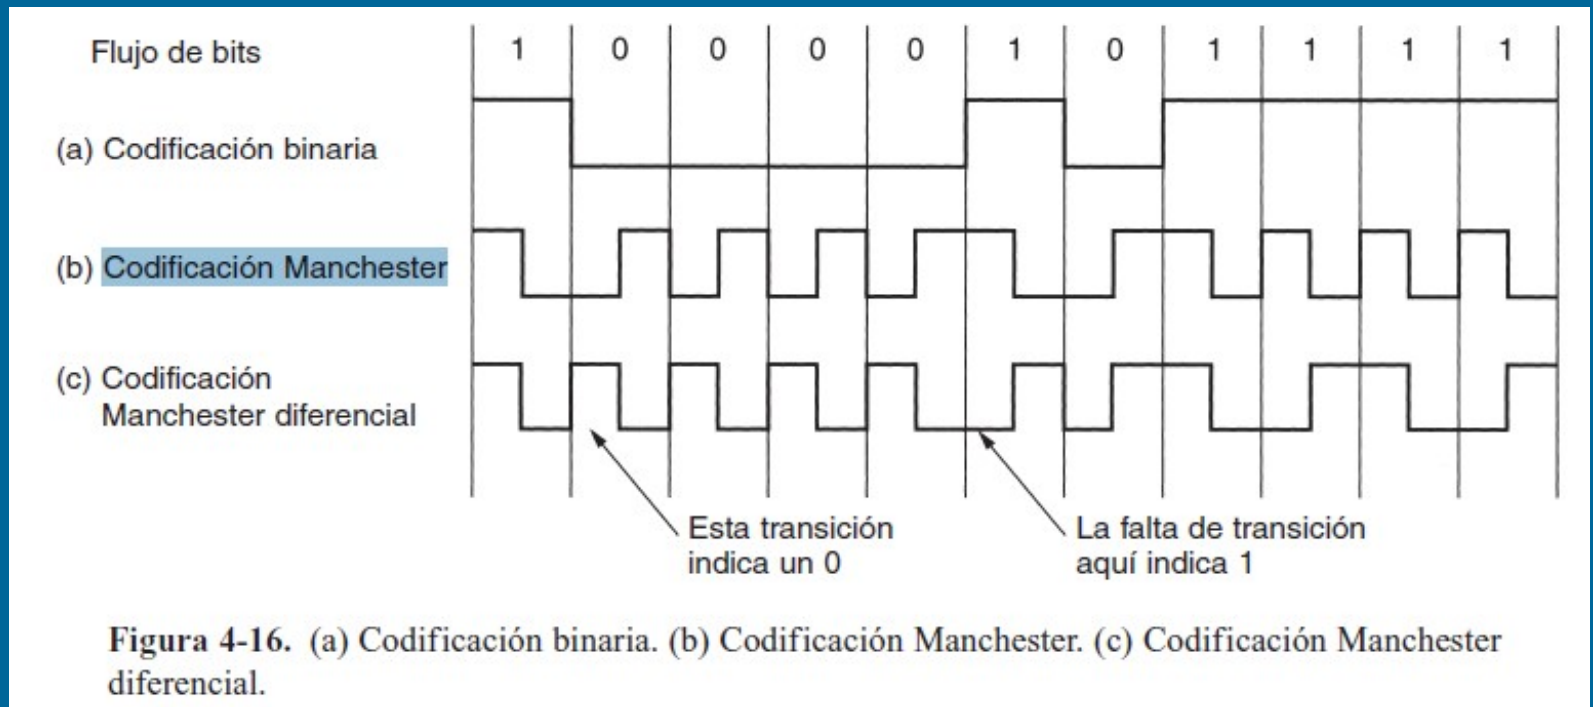 Flujo de bits 1 0 0 0 0 1 0 1 1 1 1
(a) Codificación binaria
(b) Codificación Manchester
(c) Codificación
Manchester diferencial
Esta transición
indica un 0
La falta de transición
aquí indica 1
Figura 4-16. (a) Codificación binaria. (b) Codificación Manchester. (c) Codificación Manchester
diferencial.